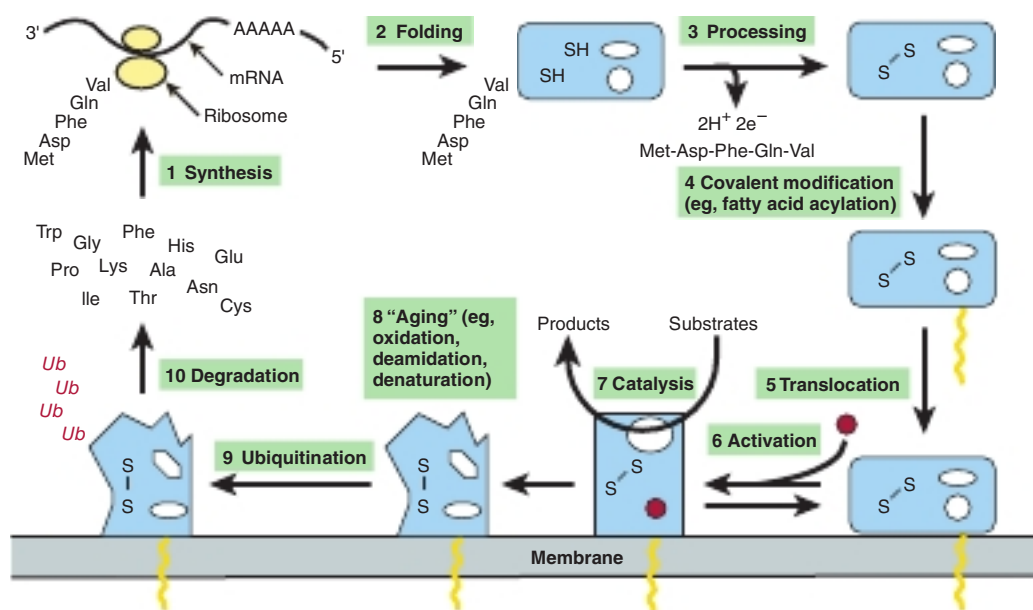 3'
AAAAA
5'
mRNA
Ribosome
Val
Gln
Phe
Asp
Met
1 Synthesis
2 Folding
Val
Gln
Phe
Asp
Met
SH
SH
3 Processing
2H+ 2e–
Met-Asp-Phe-Gln-Val
S
S
4 Covalent modification
(eg, fatty acid acylation)
S
S
5 Translocation
6 Activation
S
S
Products
Substrates
7 Catalysis
S
S
8 “Aging” (eg,
oxidation,
deamidation,
denaturation)
S
S
9 Ubiquitination
S
S
Ub
Ub
Ub
Ub
10 Degradation
Trp
Gly
Phe
His
Glu
Pro
Lys
Ala
Asn
Ile
Thr
Cys
Membrane